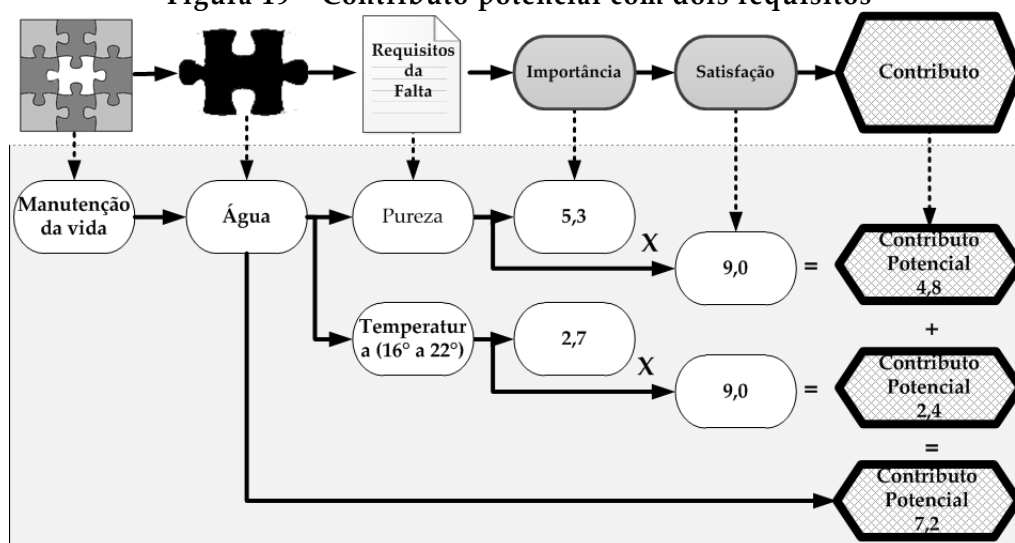 Figura 19 - Contributo potencial com dois requisitos
Requisitos
da
Falta
Importância
Satisfação
Contributo
Manutenção
da vida
Água
Pureza
5,3
X
9,0
=
Contributo
Potencial
4,8
+
Temperatur
a (16° a 22°)
2,7
X
9,0
=
Contributo
Potencial
2,4
=
Contributo
Potencial
7,2